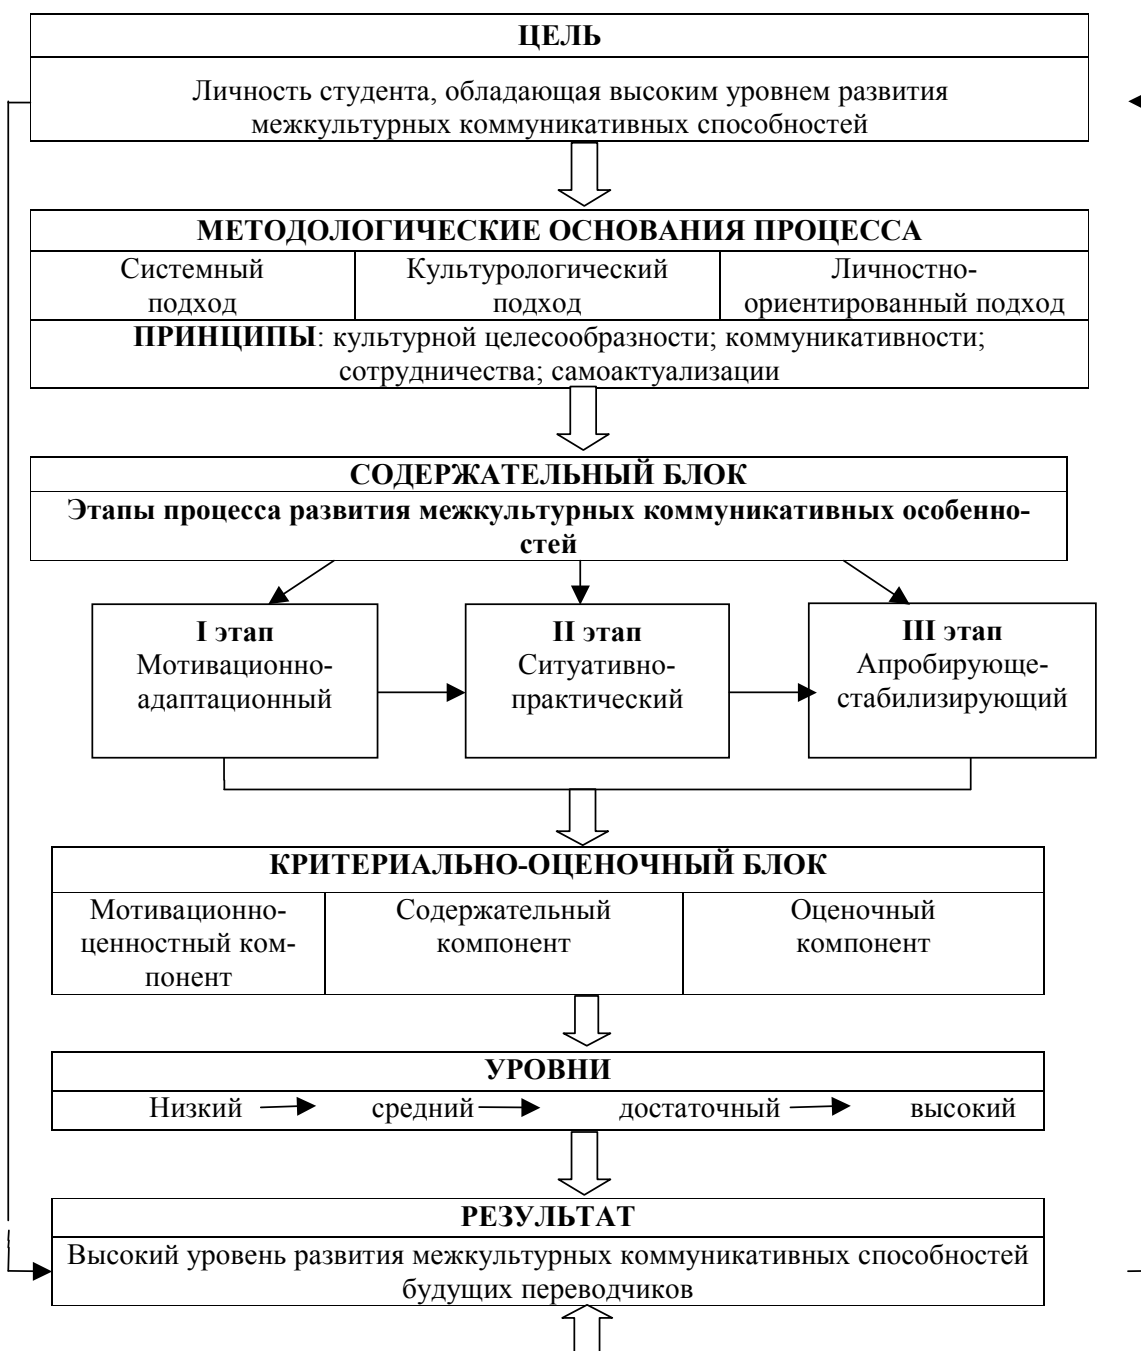 ЦЕЛЬ
Личность студента, обладающая высоким уровнем развития
межкультурных коммуникативных способностей
МЕТОДОЛОГИЧЕСКИЕ ОСНОВАНИЯ ПРОЦЕССА
Системный
подход
Культурологический
подход
Личностно-
ориентированный подход
ПРИНЦИПЫ: культурной целесообразности; коммуникативности;
сотрудничества; самоактуализации
СОДЕРЖАТЕЛЬНЫЙ БЛОК
Этапы процесса развития межкультурных коммуникативных особенно-
стей
I этап
Мотивационно-
адаптационный
II этап
Ситуативно-
практический
III этап
Апробирующе-
стабилизирующий
КРИТЕРИАЛЬНО-ОЦЕНОЧНЫЙ БЛОК
Мотивационно-
ценностный ком-
понент
Содержательный
компонент
Оценочный
компонент
УРОВНИ
Низкий средний достаточный высокий
РЕЗУЛЬТАТ
Высокий уровень развития межкультурных коммуникативных способностей
будущих переводчиков